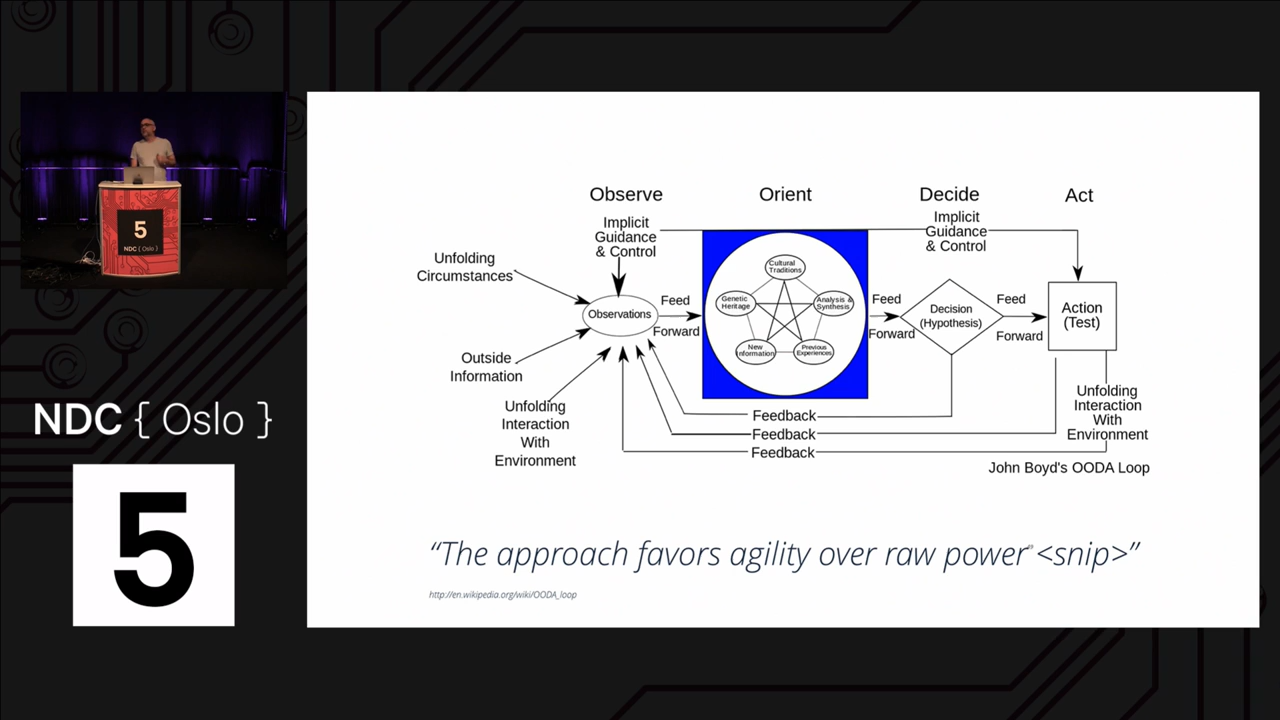 5
NDC { Oslo }
NDC { Oslo }
5
Observe
Orient
Decide
Act
Implicit
Guidance
& Control
Implicit
Guidance
& Control
Unfolding
Circumstances
Observations
Outside
Information
Unfolding
Interaction
With
Environment
Feed
Forward
Cultural
Traditions
Genetic
Heritage
Analysis &
Synthesis
New
Information
Previous
Experiences
Feed
Forward
Decision
(Hypothesis)
Feed
Forward
Action
(Test)
Unfolding
Interaction
With
Environment
Feedback
Feedback
Feedback
John Boyd's OODA Loop
“The approach favors agility over raw power <snip>”
http://en.wikipedia.org/wiki/OODA_loop